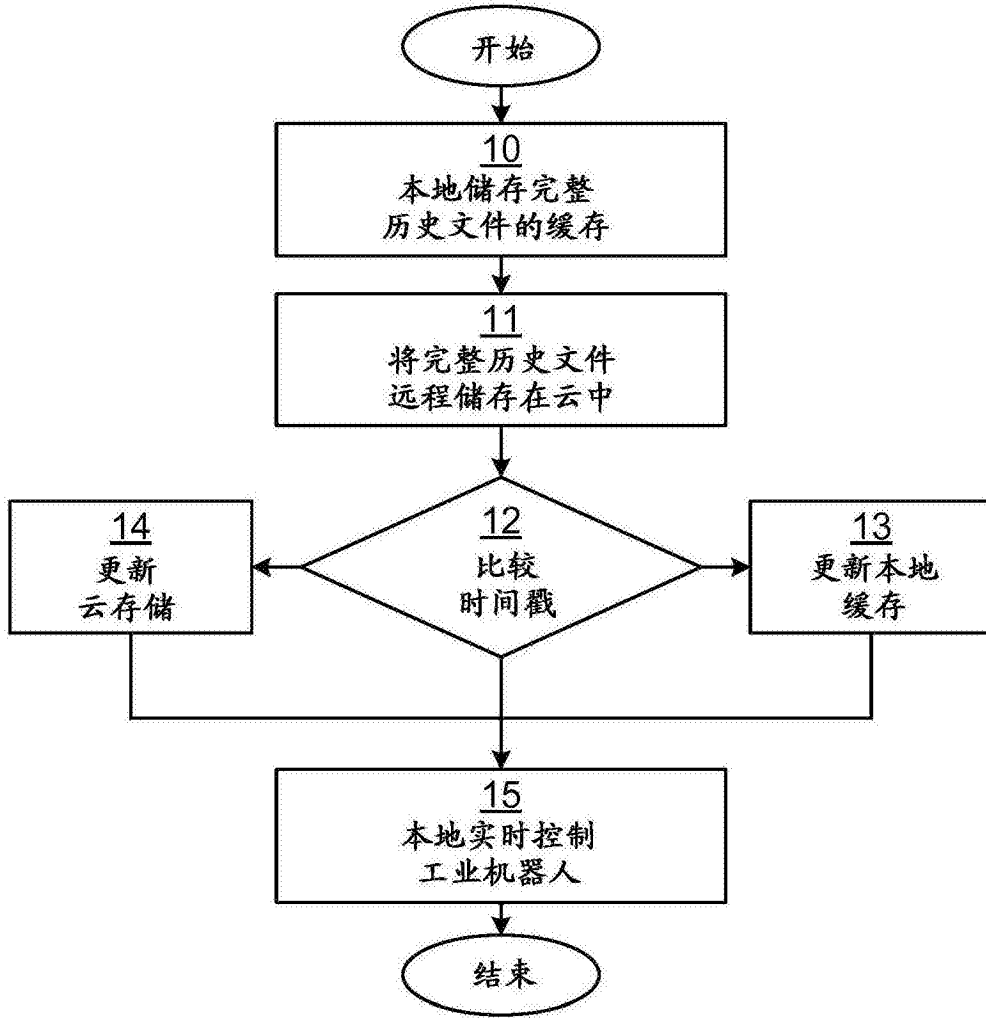 开始
10
本地储存完整
历史文件的缓存
11
将完整历史文件
远程储存在云中
14
更新
云存储
12
比较
时间戳
13
更新本地
缓存
15
本地实时控制
工业机器人
结束